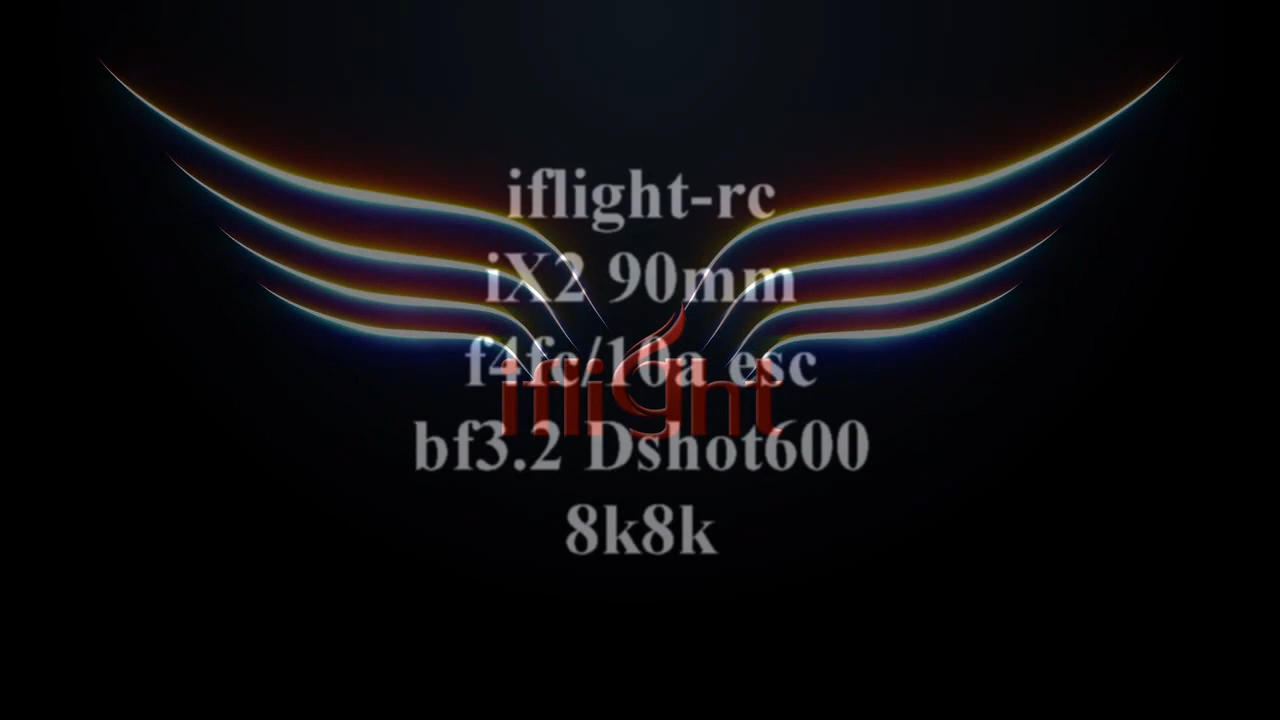 iflight-rc
iX2 90mm
f4fc/10a esc
iflight
bf3.2 Dshot600
8k8k